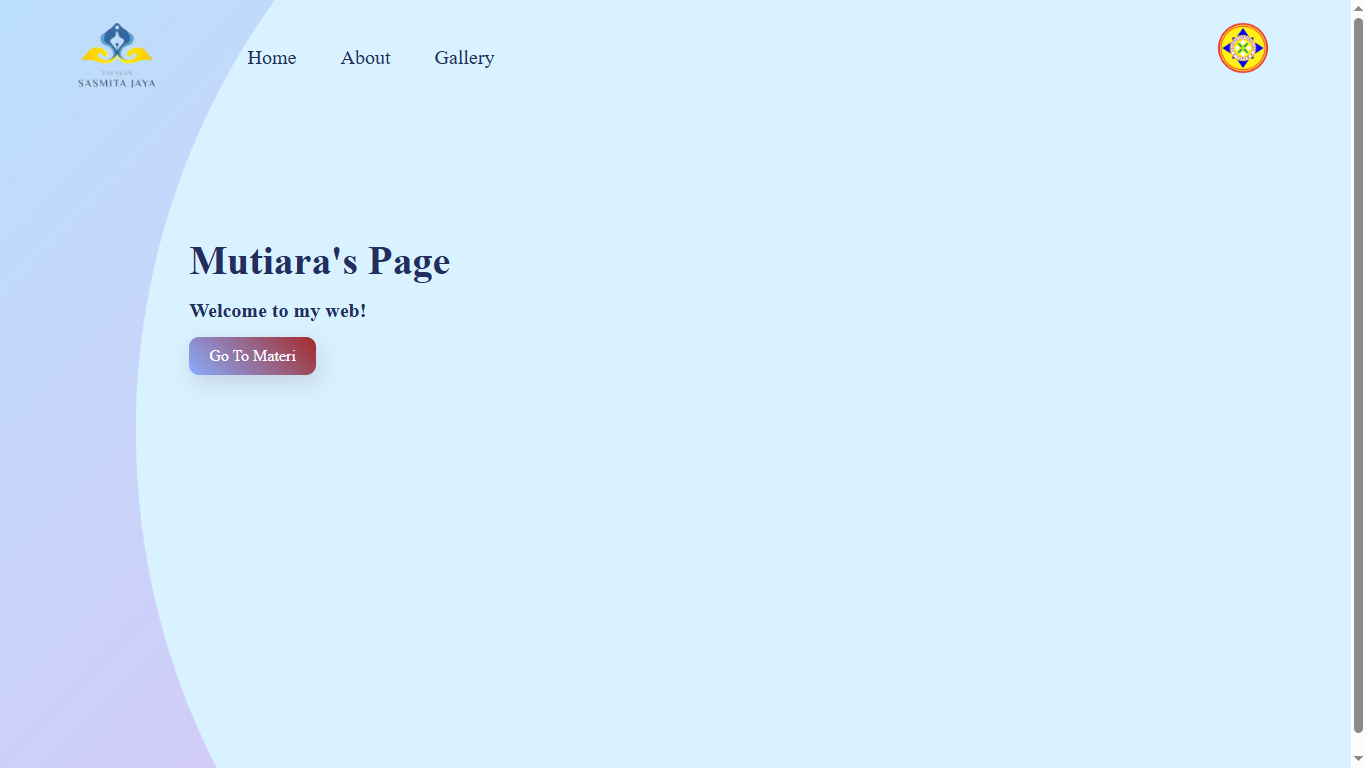 YAYASAN
SASMITA JAYA
Home
About
Gallery
Mutiara's Page
Welcome to my web!
Go To Materi